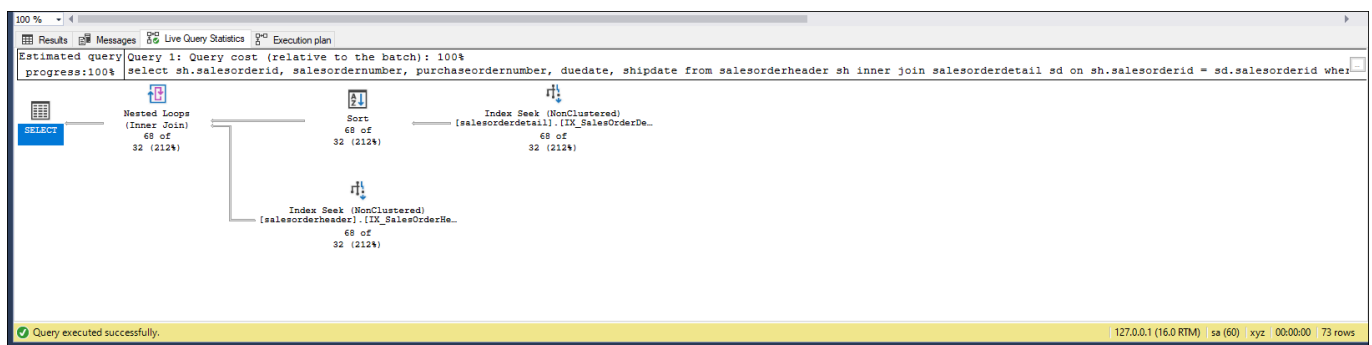 100 %
Results Messages Live Query Statistics Execution plan
Estimated query Query 1: Query cost (relative to the batch): 100%
progress:100% select sh.salesorderid, salesordernumber, purchaseordernumber, duedate, shipdate from salesorderheader sh inner join salesorderdetail sd on sh.salesorderid = sd.salesorderid wher
...
SELECT
Nested Loops
(Inner Join)
68 of
32 (212%)
Sort
68 of
32 (212%)
Index Seek (NonClustered)
[salesorderdetail].[IX_SalesOrderDe…
68 of
32 (212%)
Index Seek (NonClustered)
[salesorderheader].[IX_SalesOrderHe…
68 of
32 (212%)
Query executed successfully. 127.0.0.1 (16.0 RTM) sa (60) xyz 00:00:00 73 rows